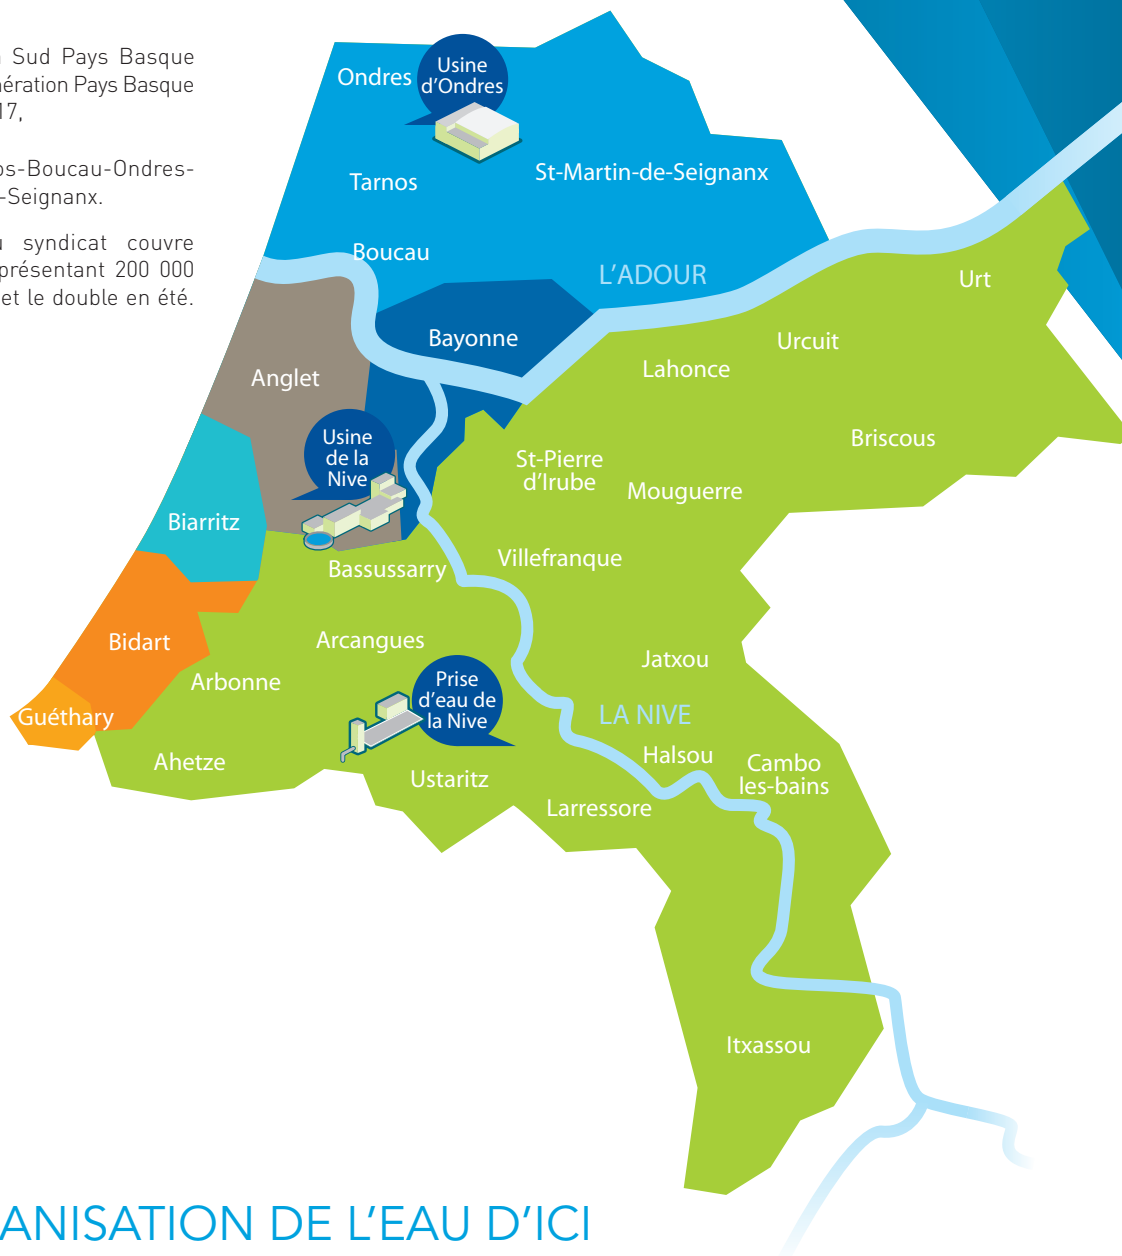 Sud Pays Basque
Pays Basque
17,
os-Boucau-Ondres-
-Seignanx.
syndicat couvre
présentant 200 000
et le double en été.
Ondres
Usine
d'Ondres
Tarnos
St-Martin-de-Seignanx
Boucau
L'ADOUR
Urt
Bayonne
Urcuit
Lahonce
Anglet
Briscous
Usine
de la
Nive
St-Pierre
d'Irube
Mouguerre
Biarritz
Villefranque
Bassussarry
Bidart
Arcangues
Jatxou
Arbonne
Prise
d'eau de
la Nive
LA NIVE
Guéthary
Halsou
Ahetze
Cambo
les-bains
Ustaritz
Larressore
Itxassou
ANISATION DE L'EAU D'ICI